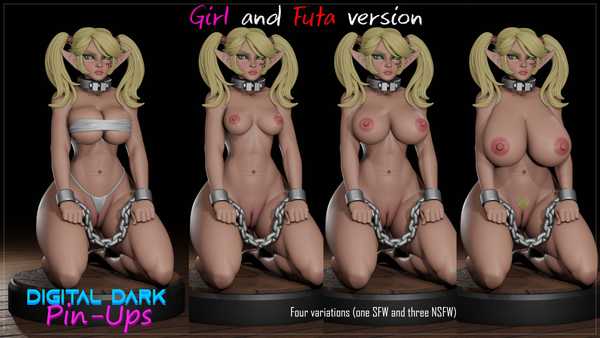 Girl and Futa version
DIGITAL DARK
Pin-Ups
Four variations (one SFW and three NSFW)